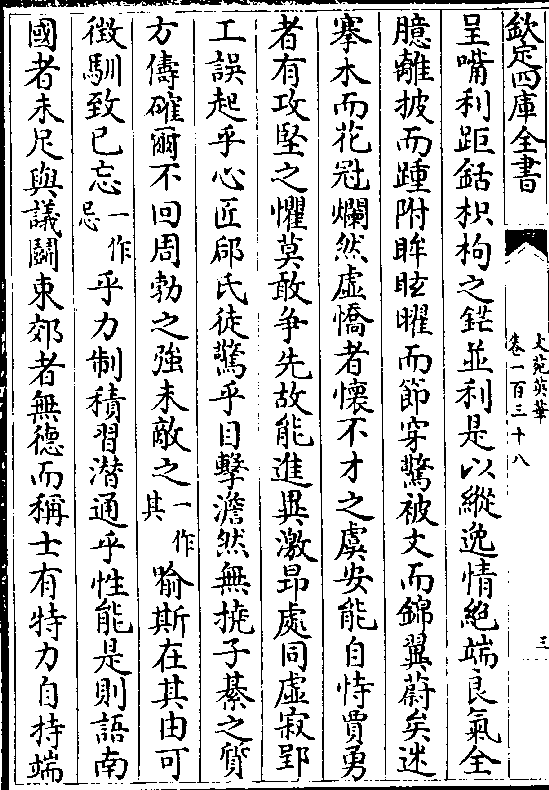 欽定四庫全書
文苑英華
卷一百三十八
三
呈嘴利距銛枳枸之鋩並利是以縱逸情絕端良氣全
臆離披而踵附眸眩曜而節穿驚被文而錦翼蔚矣迷
搴木而花冠爛然虛憍者懷不才之虞安能自恃賈勇
者有攻堅之懼莫敢争先故能進異激昂處同虛寂郢
工誤起乎心匠郈氏徒驚乎目擊澹然無撓子綦之質
方儔確爾不回周勃之強未敵之一作其喻斯在其由可
徴馴致已忘一作忌乎力制積習潜通乎性能是則語南
國者未足與議鬬東郊者無德而稱士有特力自持端